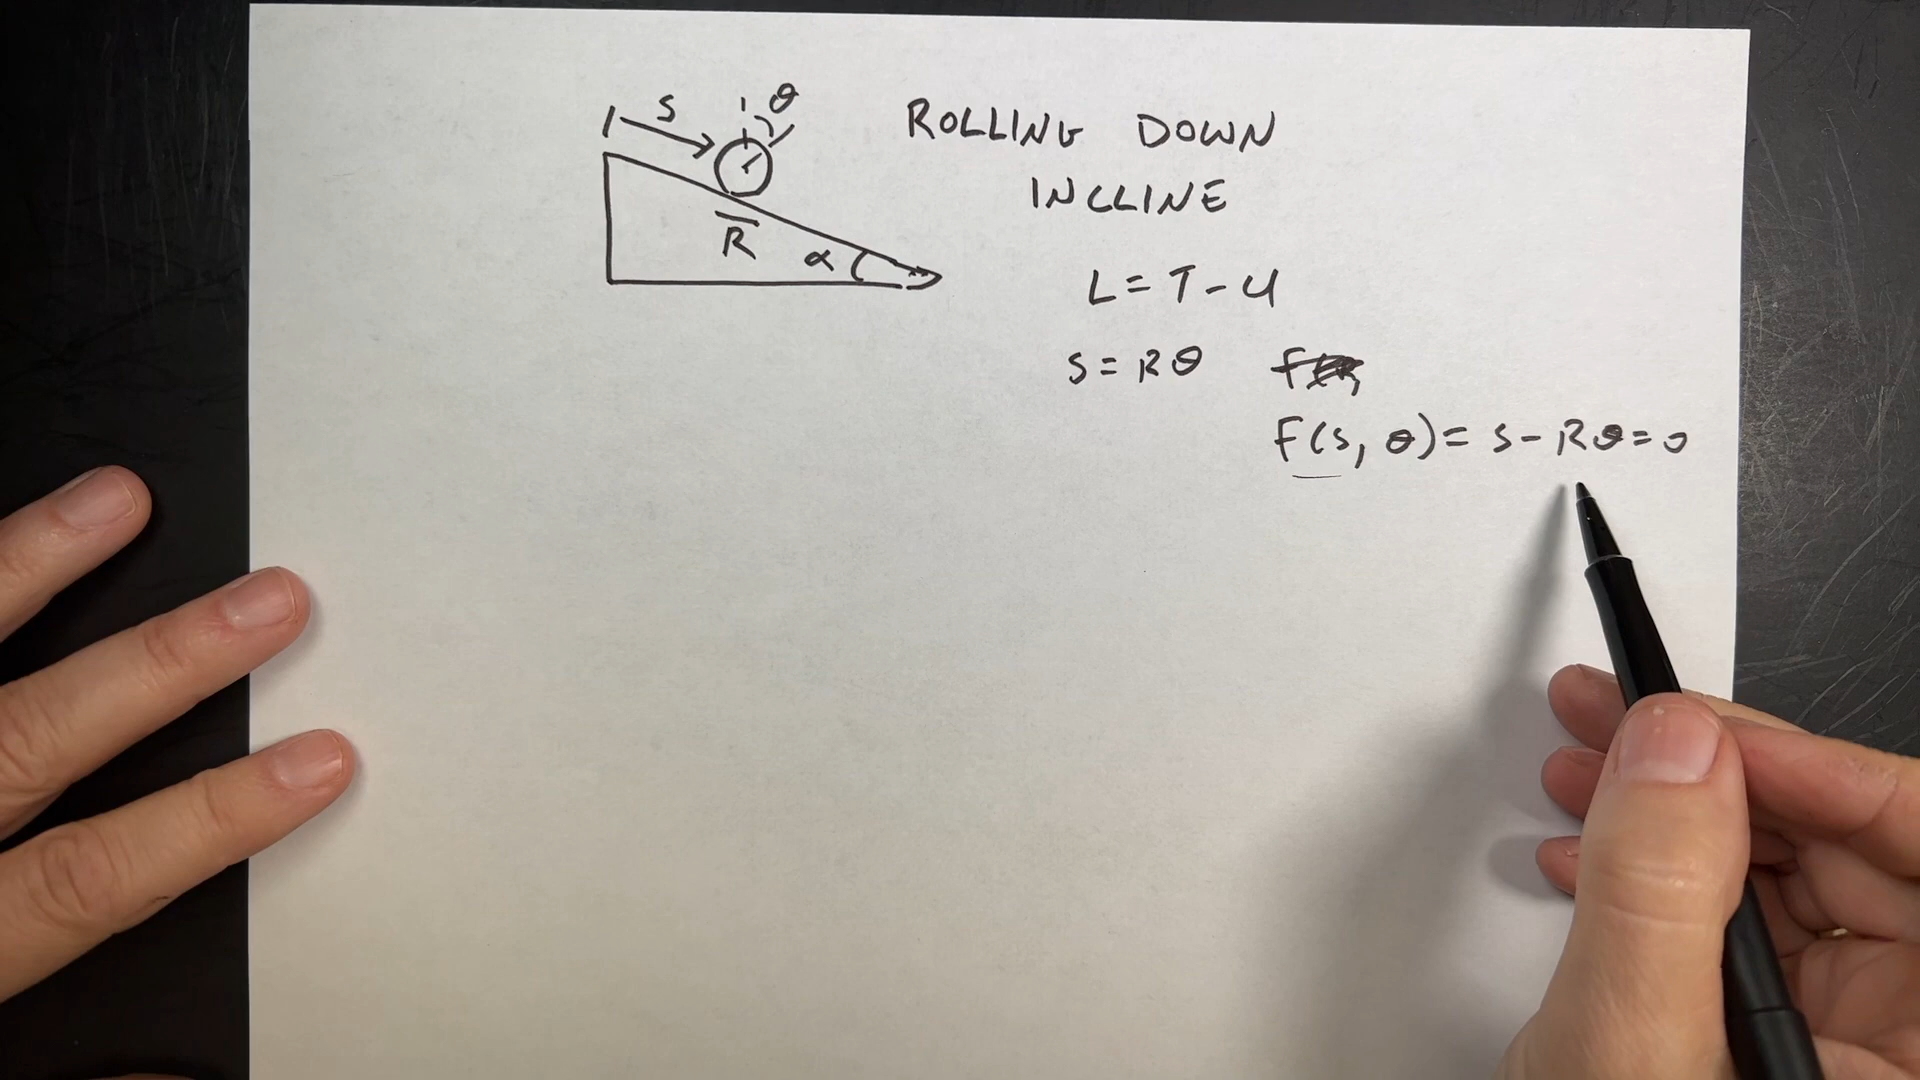 S θ
R α
ROLLING DOWN
INCLINE
L = T - U
S = Rθ F
F(S, θ) = S - Rθ = 0